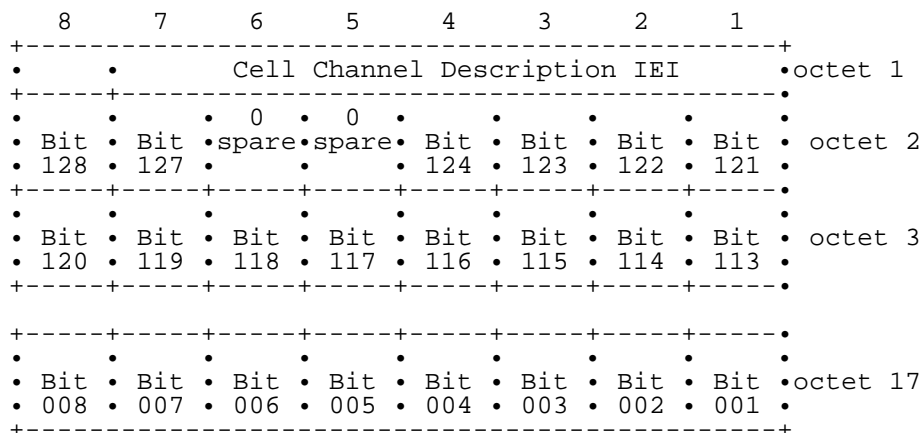 8 7 6 5 4 3 2 1
+-----------------------------------------------+
• • Cell Channel Description IEI •octet 1
+-----+-----------------------------------------•
• • • 0 • 0 • • • • •
• Bit • Bit •spare•spare• Bit • Bit • Bit • Bit • octet 2
• 128 • 127 • • • 124 • 123 • 122 • 121 •
+-----+-----+-----+-----+-----+-----+-----+-----•
• • • • • • • • •
• Bit • Bit • Bit • Bit • Bit • Bit • Bit • Bit • octet 3
• 120 • 119 • 118 • 117 • 116 • 115 • 114 • 113 •
+-----+-----+-----+-----+-----+-----+-----+-----•
+-----+-----+-----+-----+-----+-----+-----+-----•
• • • • • • • • •
• Bit • Bit • Bit • Bit • Bit • Bit • Bit • Bit •octet 17
• 008 • 007 • 006 • 005 • 004 • 003 • 002 • 001 •
+-----------------------------------------------+